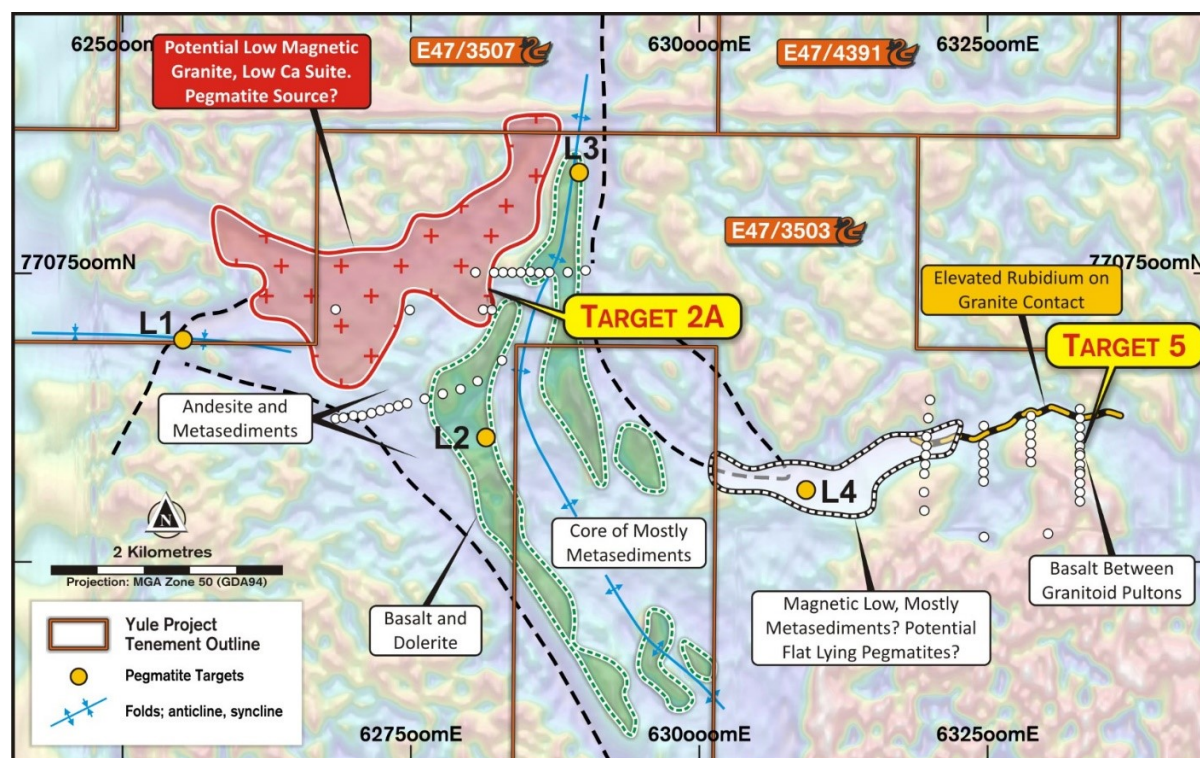 625000mE
E47/3507
630000mE
E47/4391
632500mE
Potential Low Magnetic
Granite, Low Ca Suite.
Pegmatite Source?
L3
E47/3503
7707500mN
7707500mN
Elevated Rubidium on
Granite Contact
TARGET 2A
L1
TARGET 5
Andesite and
Metasediments
L2
L4
N
2 Kilometres
Projection: MGA Zone 50 (GDA94)
Core of Mostly
Metasediments
Basalt Between
Granitoid Pultons
Basalt and
Dolerite
Magnetic Low, Mostly
Metasediments? Potential
Flat Lying Pegmatites?
Yule Project
Tenement Outline
Pegmatite Targets
Folds; anticline, syncline
627500mE
630000mE
632500mE